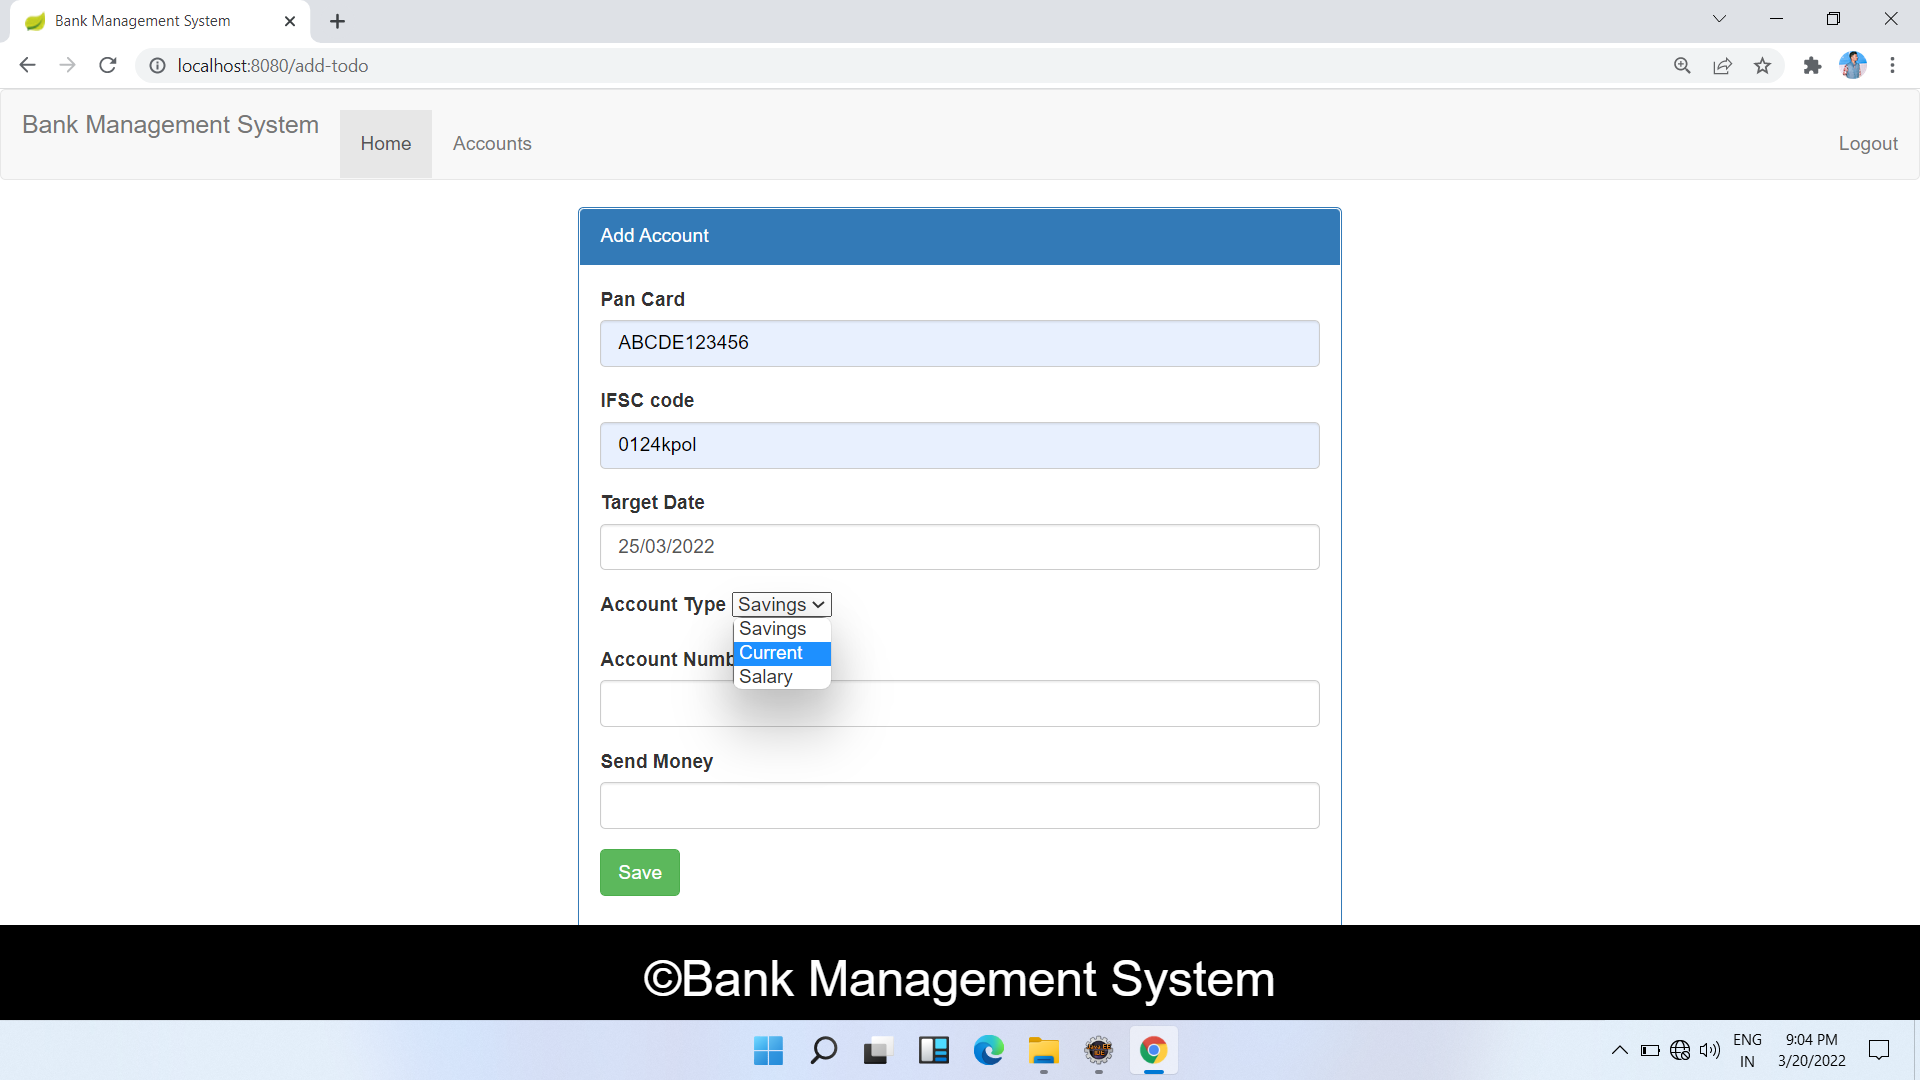 Bank Management System
localhost:8080/add-todo
Bank Management System
Home
Accounts
Logout
Add Account
Pan Card
ABCDE123456
IFSC code
0124kpol
Target Date
25/03/2022
Account Type Savings
Savings
Current
Salary
Account Numb
Send Money
Save
©Bank Management System
ENG
IN
9:04 PM
3/20/2022